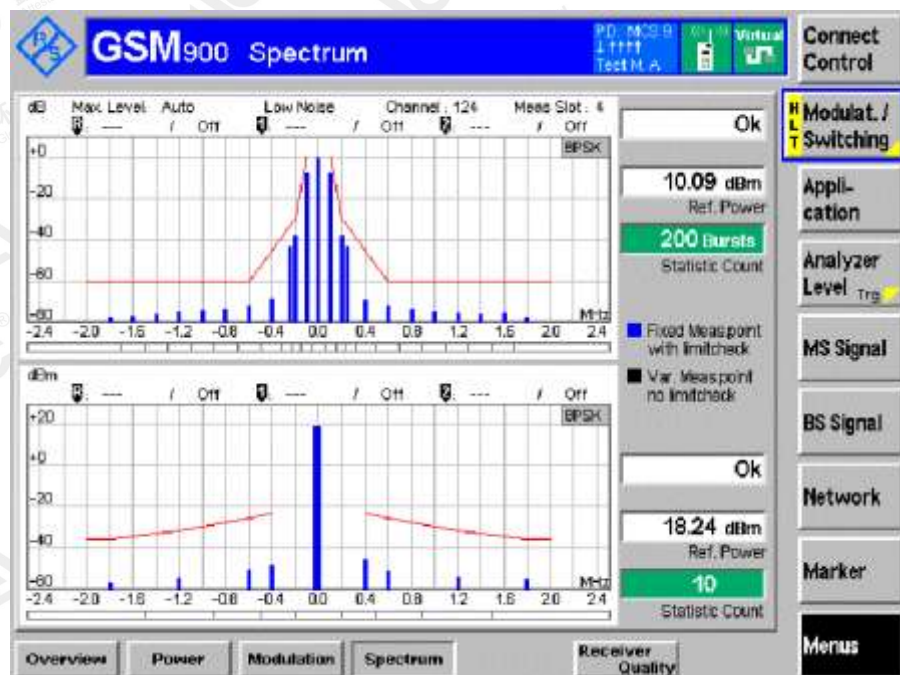 R&S
GSM900 Spectrum
P.D. MCS 9
Test M. A
Virtual
Connect Control
dB Max. Level: Auto Low Noise Channel: 124 Meas Slot: 4
--- / Off --- / Off --- / Off
BPSK
+0
-20
-40
-60
-80
MHz
-2.4 -2.0 -1.6 -1.2 -0.8 -0.4 0.0 0.4 0.8 1.2 1.6 2.0 2.4
Ok
10.09 dBm
Ref. Power
200 Bursts
Statistic Count
Fixed Meas.point
with limitcheck
Var. Meas.point
no limitcheck
dBm
--- / Off --- / Off --- / Off
BPSK
+20
+0
-20
-40
-60
MHz
-2.4 -2.0 -1.6 -1.2 -0.8 -0.4 0.0 0.4 0.8 1.2 1.6 2.0 2.4
Ok
18.24 dBm
Ref. Power
10
Statistic Count
HLT
Modulat./
Switching
Appli-
cation
Analyzer
Level Trg
MS Signal
BS Signal
Network
Marker
Menus
Overview Power Modulation Spectrum Receiver
Quality